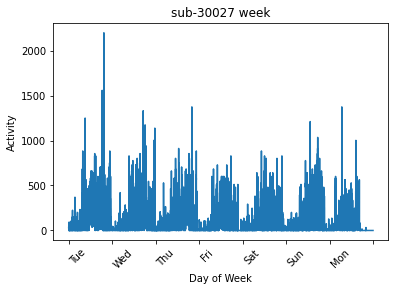 sub-30027 week
2000
1500
1000
500
0
Activity
Tue
Wed
Thu
Fri
Sat
Sun
Mon
Day of Week